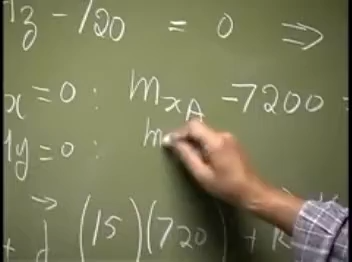 z - 720 = 0 ⇒
x = 0 : m_xA - 7200
y = 0 : m
(15)(720) +